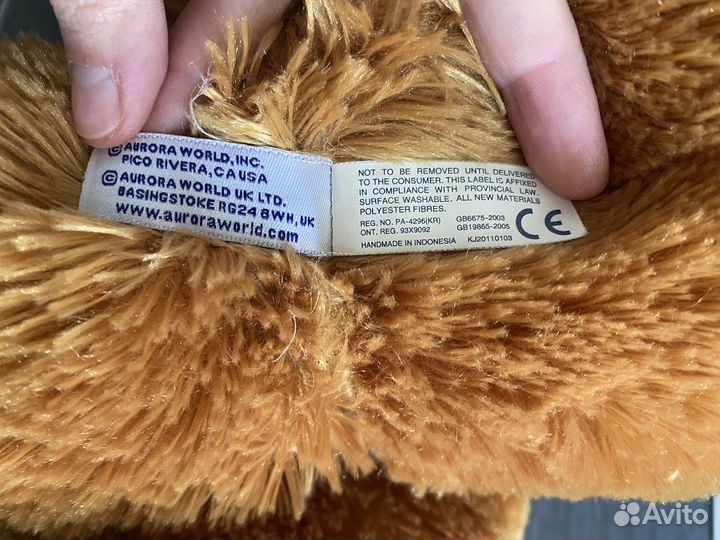 ©AURORA WORLD, INC.
PICO RIVERA, CA USA
©AURORA WORLD UK LTD.
BASINGSTOKE RG24 8WH, UK
www.auroraworld.com
NOT TO BE REMOVED UNTIL DELIVERED
TO THE CONSUMER. THIS LABEL IS AFFIXED
IN COMPLIANCE WITH PROVINCIAL LAW.
SURFACE WASHABLE. ALL NEW MATERIALS
POLYESTER FIBRES.
REG. NO. PA-4296(KR) GB6675-2003
ONT. REG. 93X9092 GB19865-2005
CE
HANDMADE IN INDONESIA KJ20110103
Avito